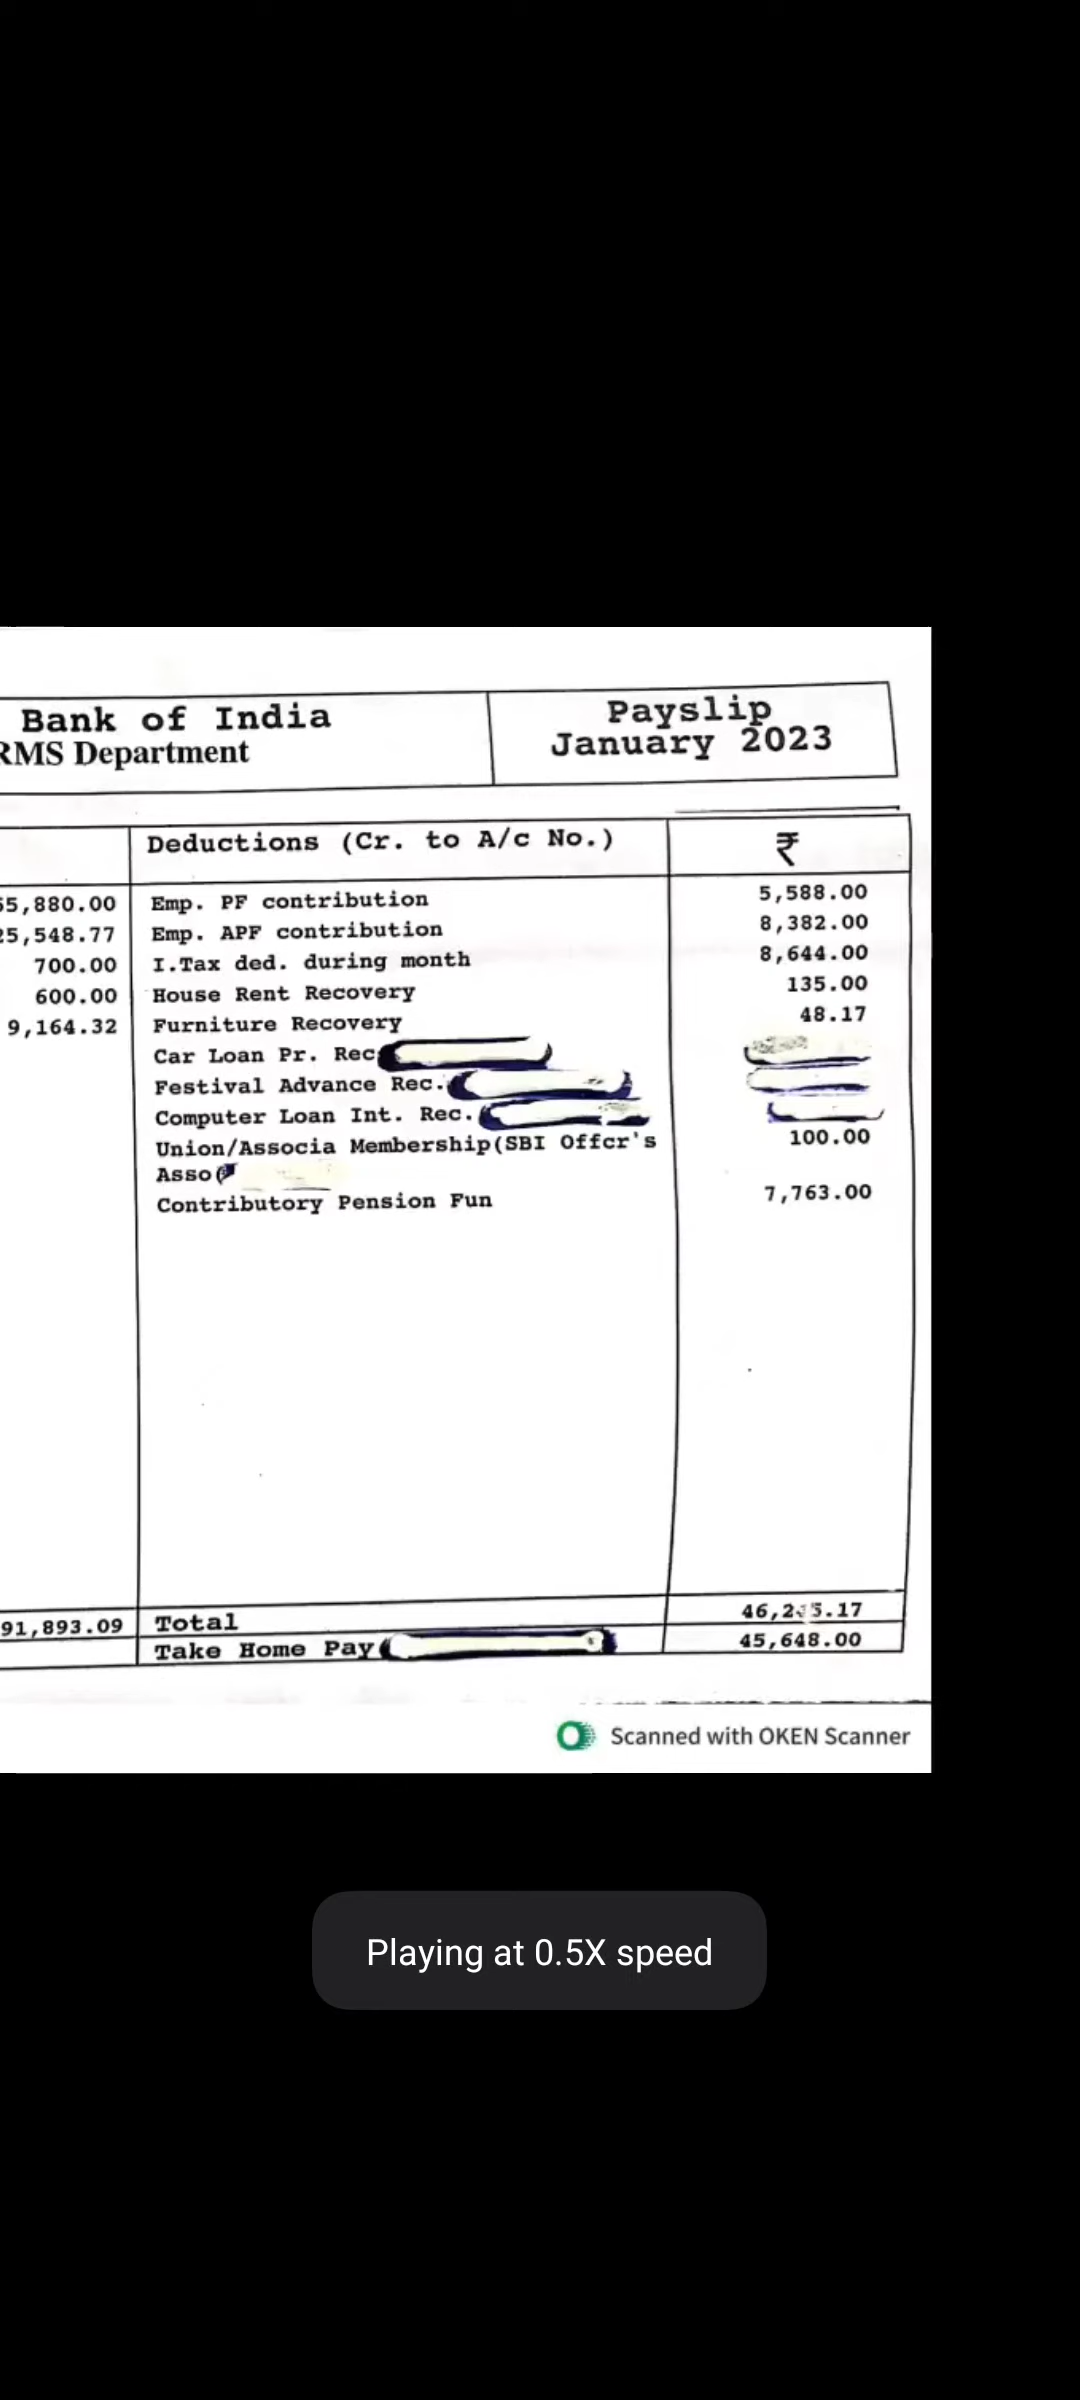 Bank of India
RMS Department
Payslip
January 2023
Deductions (Cr. to A/c No.)
₹
55,880.00 Emp. PF contribution 5,588.00
25,548.77 Emp. APF contribution 8,382.00
700.00 I.Tax ded. during month 8,644.00
600.00 House Rent Recovery 135.00
9,164.32 Furniture Recovery 48.17
Car Loan Pr. Rec
Festival Advance Rec.
Computer Loan Int. Rec.
Union/Associa Membership(SBI Offcr's 100.00
Asso(
Contributory Pension Fun 7,763.00
91,893.09 Total
Take Home Pay 45,648.00
Scanned with OKEN Scanner
Playing at 0.5X speed